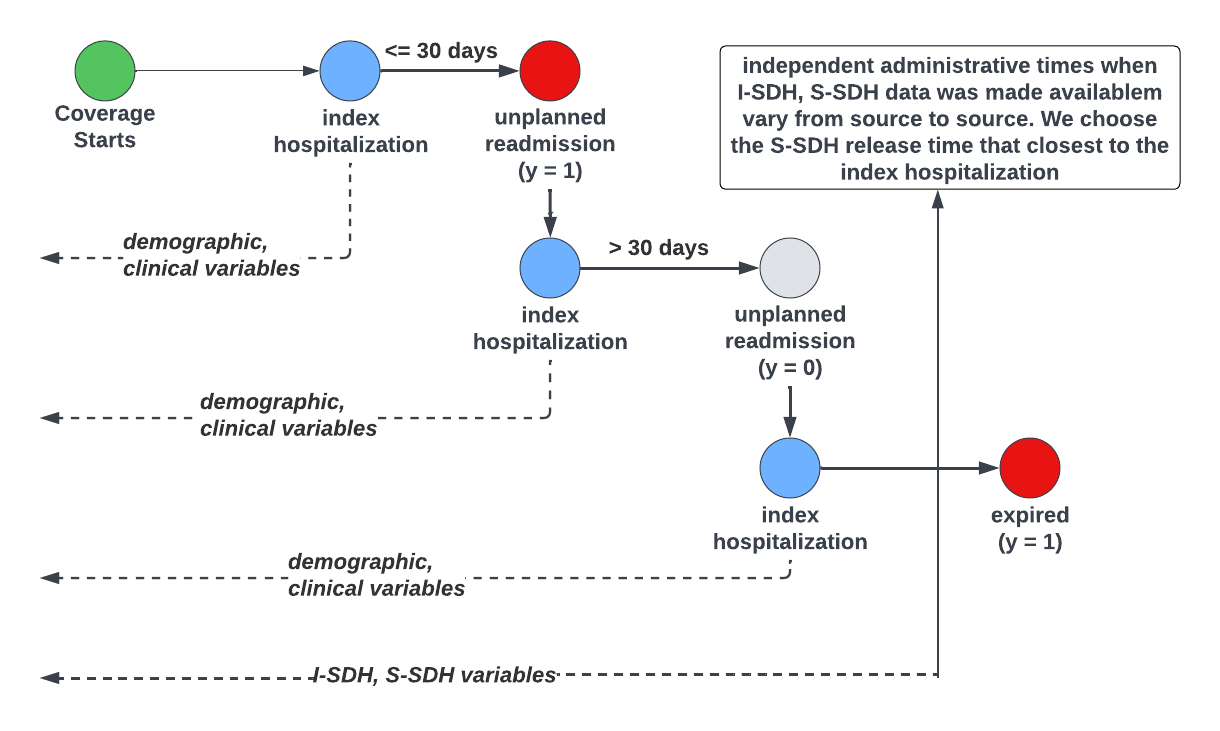 <= 30 days
independent administrative times when
I-SDH, S-SDH data was made availablem
vary from source to source. We choose
the S-SDH release time that closest to the
index hospitalization
Coverage
Starts
index
hospitalization
unplanned
readmission
(y = 1)
demographic,
clinical variables
> 30 days
index
hospitalization
unplanned
readmission
(y = 0)
demographic,
clinical variables
index
hospitalization
expired
(y = 1)
demographic,
clinical variables
I-SDH, S-SDH variables